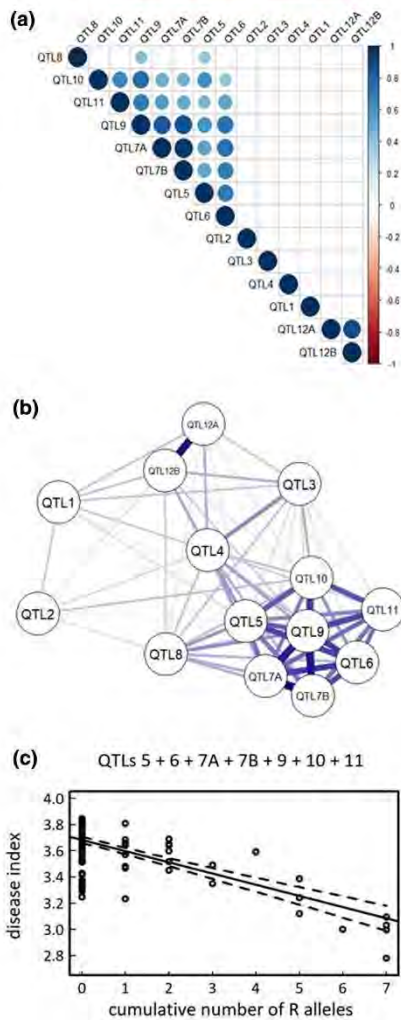 (a)
QTL8 QTL10 QTL11 QTL9 QTL7A QTL7B QTL5 QTL6 QTL2 QTL3 QTL4 QTL1 QTL12A QTL12B
QTL8
QTL10
QTL11
QTL9
QTL7A
QTL7B
QTL5
QTL6
QTL2
QTL3
QTL4
QTL1
QTL12A
QTL12B
1
0.8
0.6
0.4
0.2
0
-0.2
-0.4
-0.6
-0.8
-1
(b)
QTL12A
QTL12B
QTL3
QTL1
QTL4
QTL10
QTL2
QTL11
QTL5
QTL9
QTL8
QTL6
QTL7A
QTL7B
(c)
QTLs 5 + 6 + 7A + 7B + 9 + 10 + 11
4.0
3.8
3.6
3.4
3.2
3.0
2.8
disease index
0 1 2 3 4 5 6 7
cumulative number of R alleles